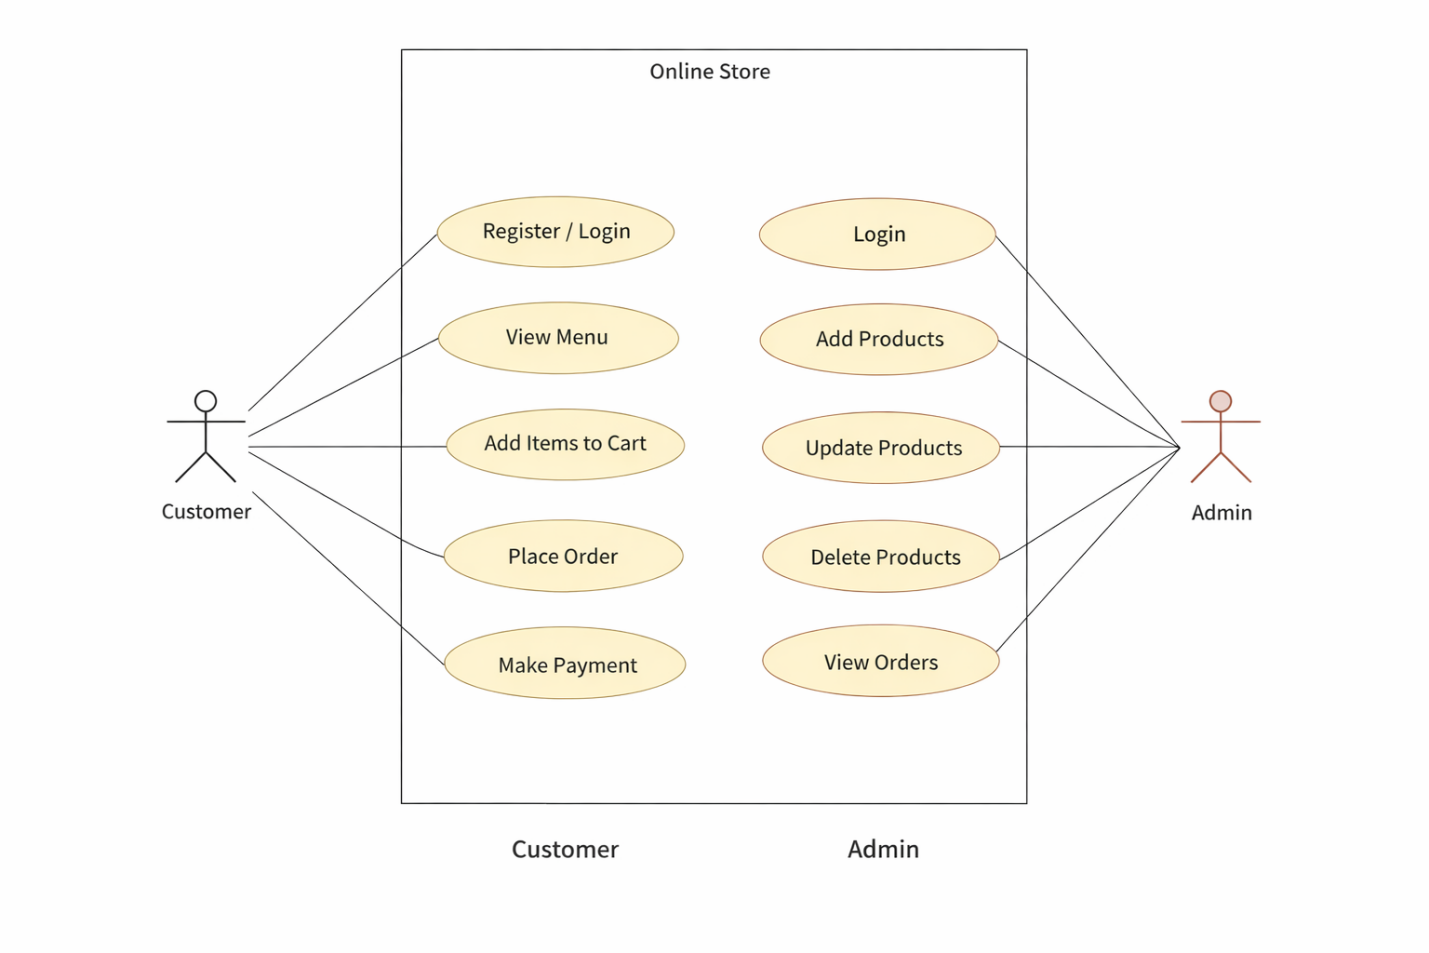 Online Store
Register / Login
Login
View Menu
Add Products
Add Items to Cart
Update Products
Customer
Admin
Place Order
Delete Products
Make Payment
View Orders
Customer
Admin